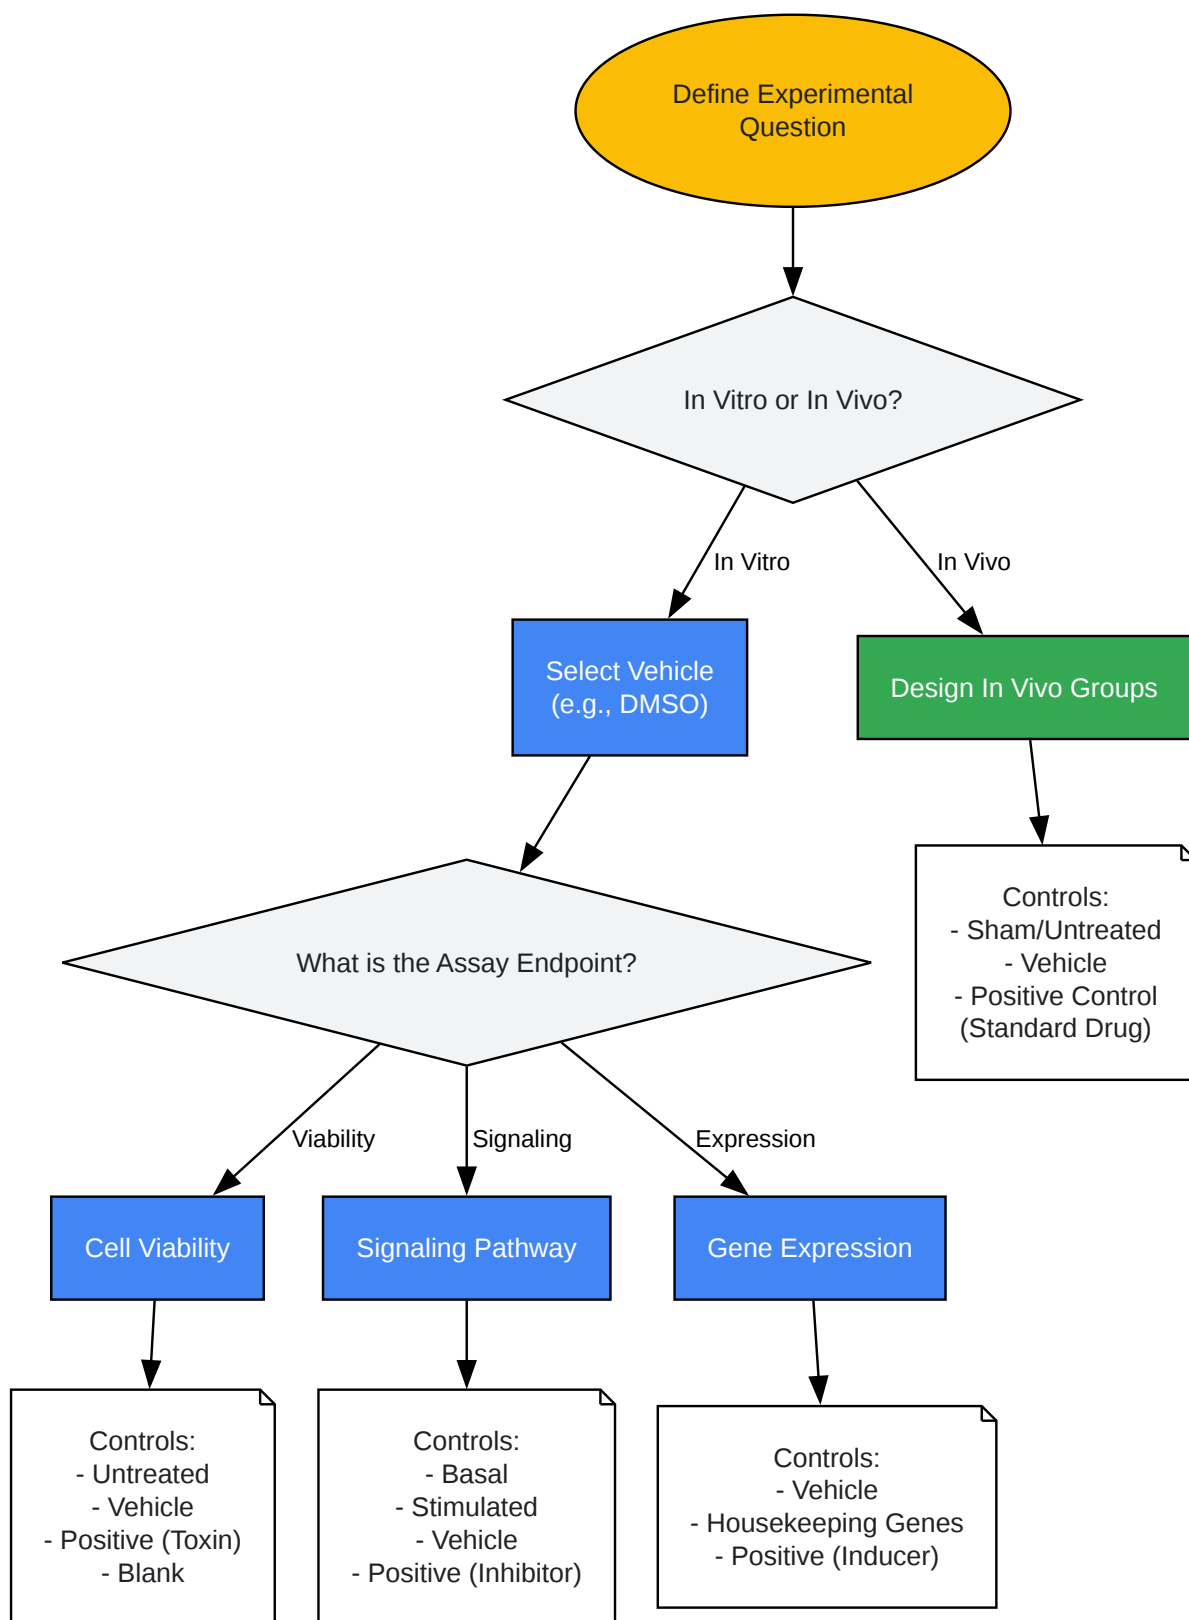 Define Experimental
Question
In Vitro or In Vivo?
In Vitro
In Vivo
Select Vehicle
(e.g., DMSO)
Design In Vivo Groups
Controls:
- Sham/Untreated
- Vehicle
- Positive Control
(Standard Drug)
What is the Assay Endpoint?
Viability
Signaling
Expression
Cell Viability
Signaling Pathway
Gene Expression
Controls:
- Untreated
- Vehicle
- Positive (Toxin)
- Blank
Controls:
- Basal
- Stimulated
- Vehicle
- Positive (Inhibitor)
Controls:
- Vehicle
- Housekeeping Genes
- Positive (Inducer)